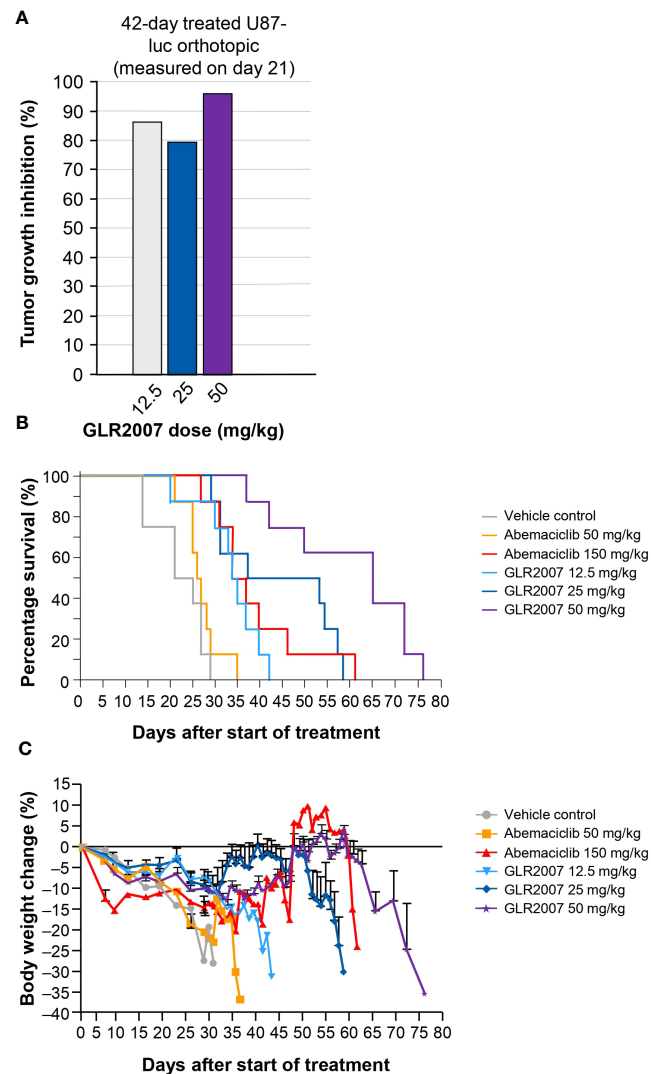 A
42-day treated U87-
luc orthotopic
(measured on day 21)
Tumor growth inhibition (%)
100
90
80
70
60
50
40
30
20
10
0
12.5
25
50
GLR2007 dose (mg/kg)
B
Percentage survival (%)
100
80
60
40
20
0
0 5 10 15 20 25 30 35 40 45 50 55 60 65 70 75 80
Days after start of treatment
Vehicle control
Abemaciclib 50 mg/kg
Abemaciclib 150 mg/kg
GLR2007 12.5 mg/kg
GLR2007 25 mg/kg
GLR2007 50 mg/kg
C
Body weight change (%)
15
10
5
0
–5
–10
–15
–20
–25
–30
–35
–40
0 5 10 15 20 25 30 35 40 45 50 55 60 65 70 75 80
Days after start of treatment
Vehicle control
Abemaciclib 50 mg/kg
Abemaciclib 150 mg/kg
GLR2007 12.5 mg/kg
GLR2007 25 mg/kg
GLR2007 50 mg/kg